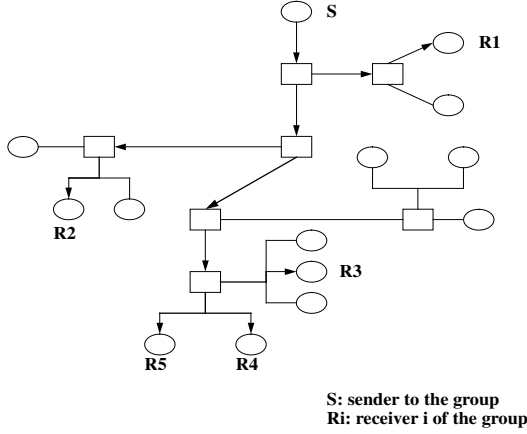 S
R1
R2
R3
R5
R4
S: sender to the group
Ri: receiver i of the group